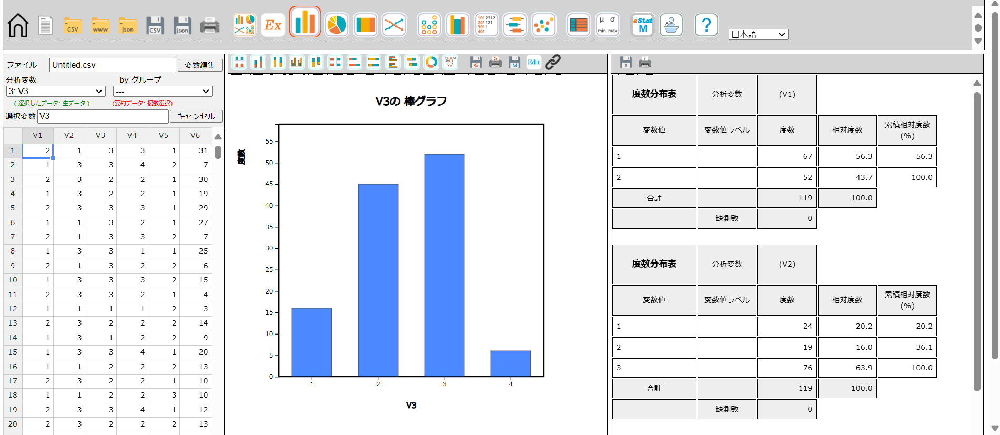 CSV
www
json
CSV
json
Ex
1012312
201121
3011
401
μ σ
min max
eStat
M
?
日本語
ファイル
Untitled.csv
変数編集
分析変数
by グループ
3: V3
---
( 選択したデータ: 生データ )
(要約データ: 複数選択)
選択変数
V3
キャンセル
V1 V2 V3 V4 V5 V6
1 2 1 3 3 1 31
2 1 3 3 4 2 7
3 2 3 2 2 1 30
4 1 3 2 2 1 19
5 2 3 3 3 1 29
6 1 1 3 2 1 27
7 2 1 3 3 2 7
8 1 3 3 1 1 25
9 2 1 3 2 2 6
10 1 3 3 3 2 15
11 2 3 3 2 1 4
12 1 1 1 1 2 3
13 2 3 2 2 2 14
14 1 3 1 2 2 9
15 1 3 3 4 1 20
16 1 1 2 2 2 13
17 2 3 2 2 1 10
18 1 1 2 2 3 10
19 2 3 3 4 1 12
20 2 3 2 2 2 13
1012312
201121
3011
101
G
G
M
Edit
V3の 棒グラフ
度数
55
50
45
40
35
30
25
20
15
10
5
0
1 2 3 4
V3
T
T
度数分布表 分析変数 (V1)
変数値 変数値ラベル 度数 相対度数 累積相対度数
(%)
1 67 56.3 56.3
2 52 43.7 100.0
合計 119 100.0
缺測數 0
度数分布表 分析変数 (V2)
変数値 変数値ラベル 度数 相対度数 累積相対度数
(%)
1 24 20.2 20.2
2 19 16.0 36.1
3 76 63.9 100.0
合計 119 100.0
缺測數 0